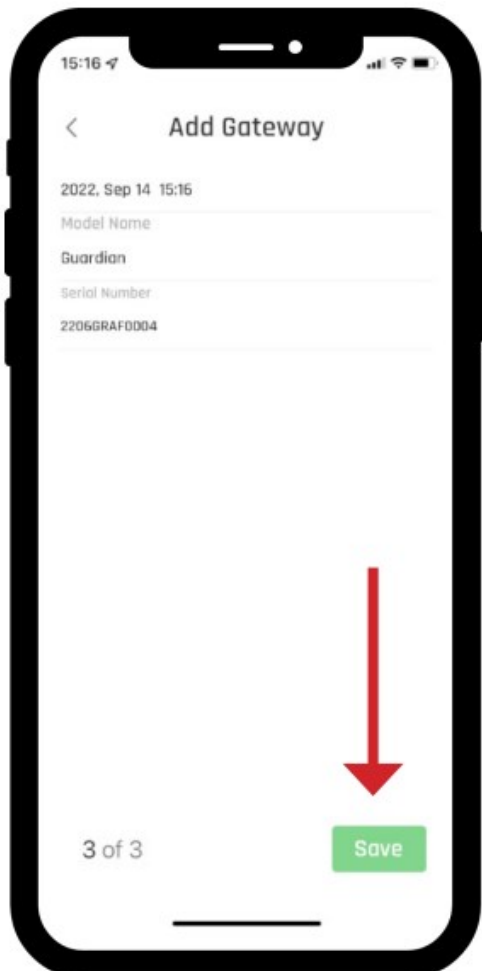 15:16
Add Gateway
2022, Sep 14 15:16
Model Name
Guardian
Serial Number
2206GRAF0004
3 of 3
Save